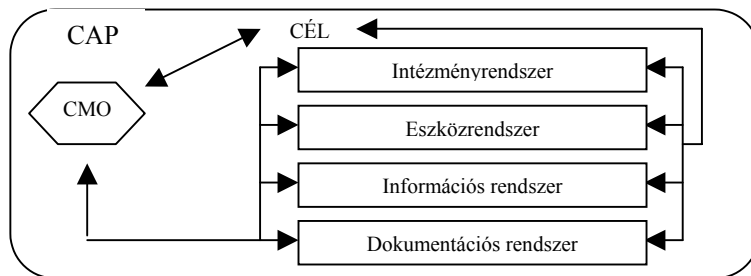 CAP
CÉL
CMO
Intézményrendszer
Eszközrendszer
Információs rendszer
Dokumentációs rendszer